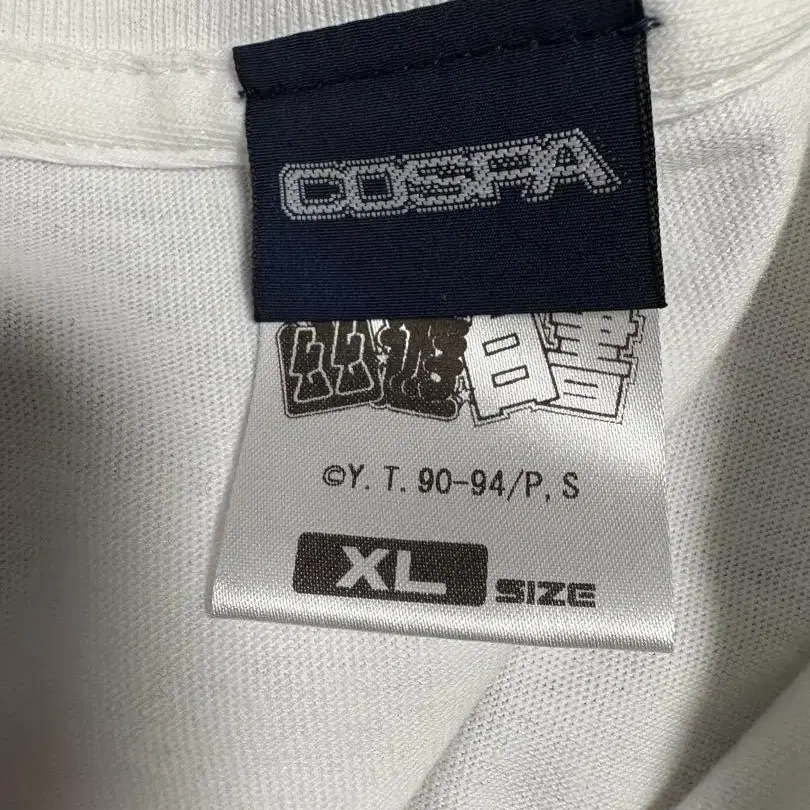 COSPA
©Y. T. 90-94/P, S
XL SIZE